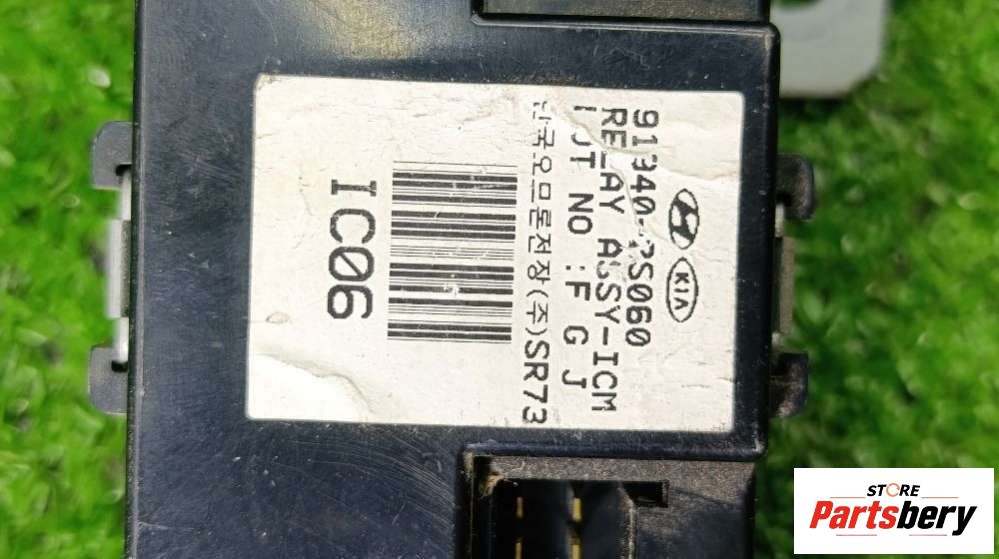 KIA
91940-2S060
RELAY ASSY-ICM
LOT NO :F G J
한국오므론전장(주)SR73
IC06
STORE
Partsbery